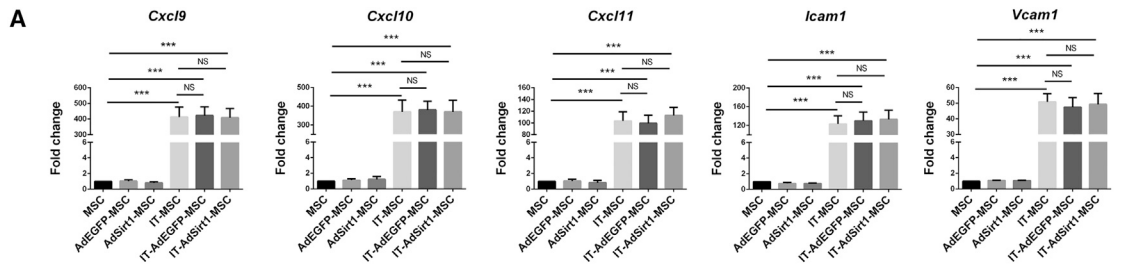 A
Cxcl9
Fold change
***
NS
***
NS
***
600
500
400
300
6
4
2
0
MSC
AdEGFP-MSC
AdSirt1-MSC
IT-MSC
IT-AdEGFP-MSC
IT-AdSirt1-MSC
Cxcl10
Fold change
***
NS
***
NS
***
500
400
300
6
4
2
0
MSC
AdEGFP-MSC
AdSirt1-MSC
IT-MSC
IT-AdEGFP-MSC
IT-AdSirt1-MSC
Cxcl11
Fold change
***
NS
***
NS
***
160
140
120
100
80
6
4
2
0
MSC
AdEGFP-MSC
AdSirt1-MSC
IT-MSC
IT-AdEGFP-MSC
IT-AdSirt1-MSC
Icam1
Fold change
***
NS
***
NS
***
200
160
120
6
4
2
0
MSC
AdEGFP-MSC
AdSirt1-MSC
IT-MSC
IT-AdEGFP-MSC
IT-AdSirt1-MSC
Vcam1
Fold change
***
NS
***
NS
***
60
50
40
30
6
4
2
0
MSC
AdEGFP-MSC
AdSirt1-MSC
IT-MSC
IT-AdEGFP-MSC
IT-AdSirt1-MSC